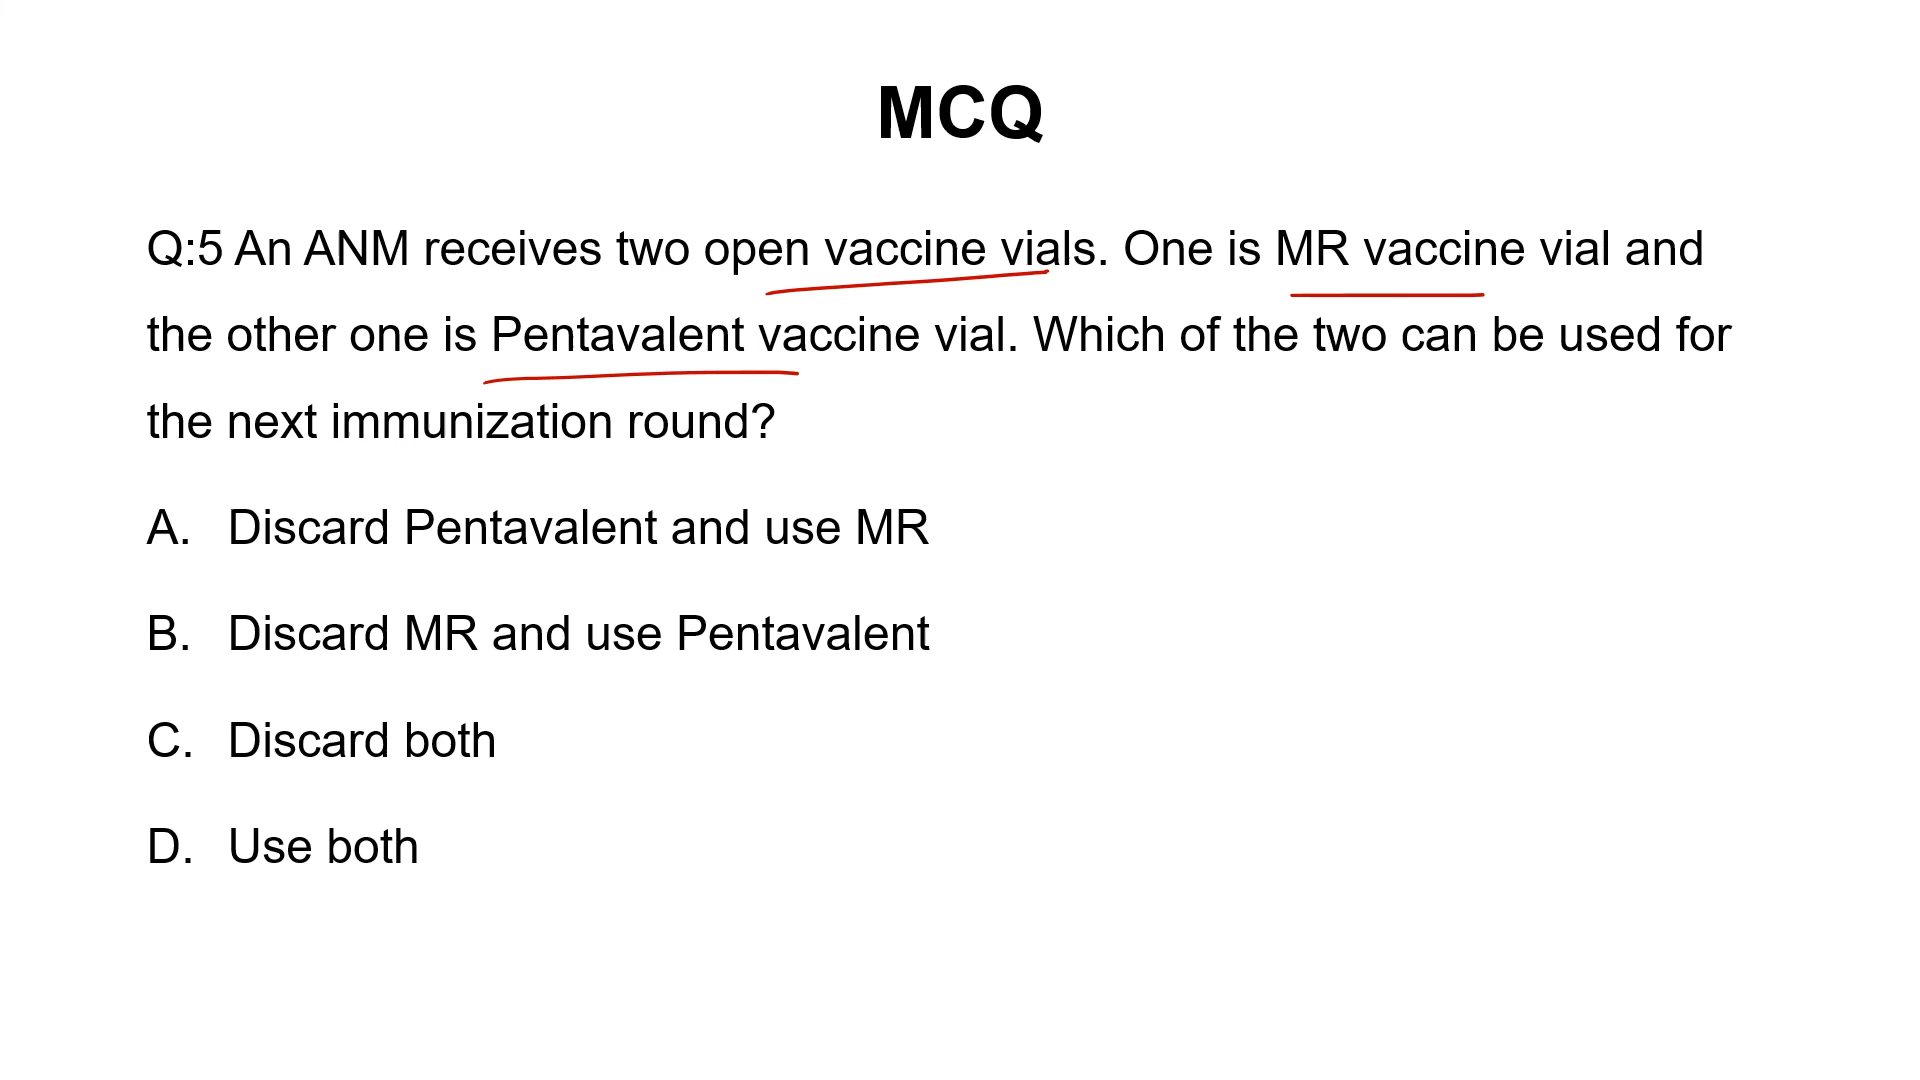 MCQ
Q:5 An ANM receives two open vaccine vials. One is MR vaccine vial and
the other one is Pentavalent vaccine vial. Which of the two can be used for
the next immunization round?
A. Discard Pentavalent and use MR
B. Discard MR and use Pentavalent
C. Discard both
D. Use both